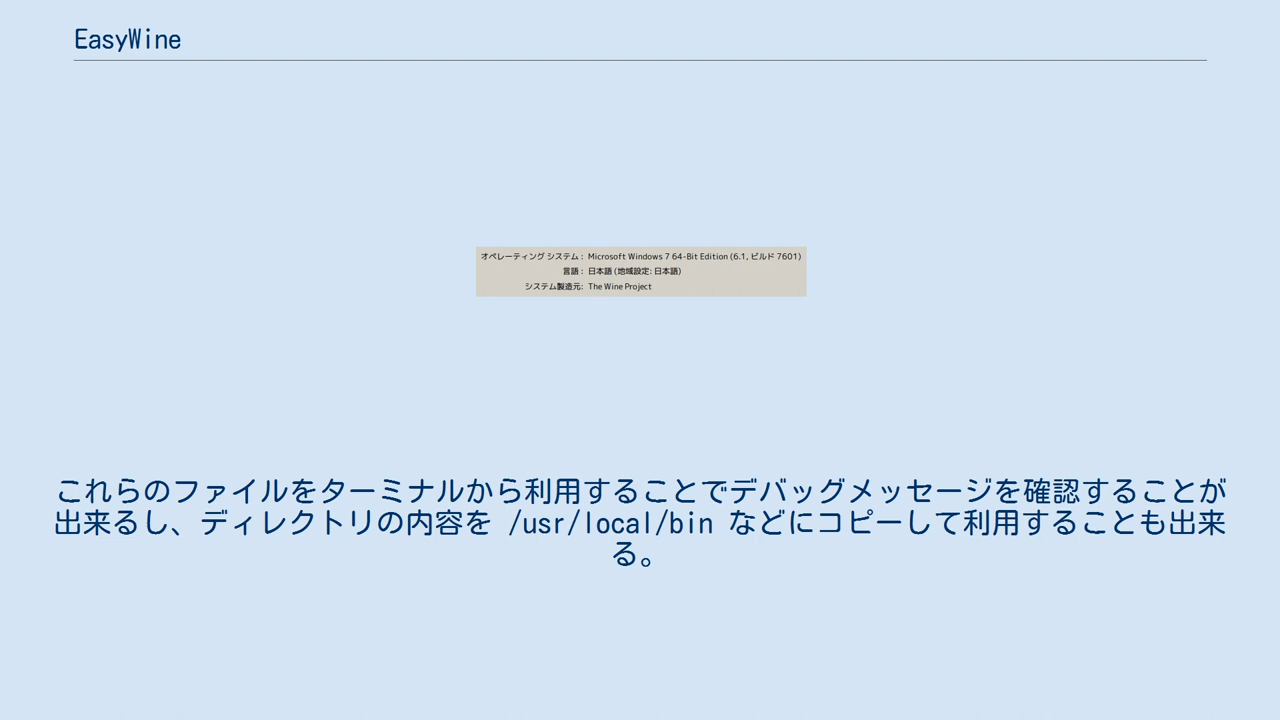 EasyWine
オペレーティング システム : Microsoft Windows 7 64-Bit Edition (6.1, ビルド 7601)
言語 : 日本語 (地域設定: 日本語)
システム製造元: The Wine Project
これらのファイルをターミナルから利用することでデバッグメッセージを確認することが
出来るし、ディレクトリの内容を /usr/local/bin などにコピーして利用することも出来
る。